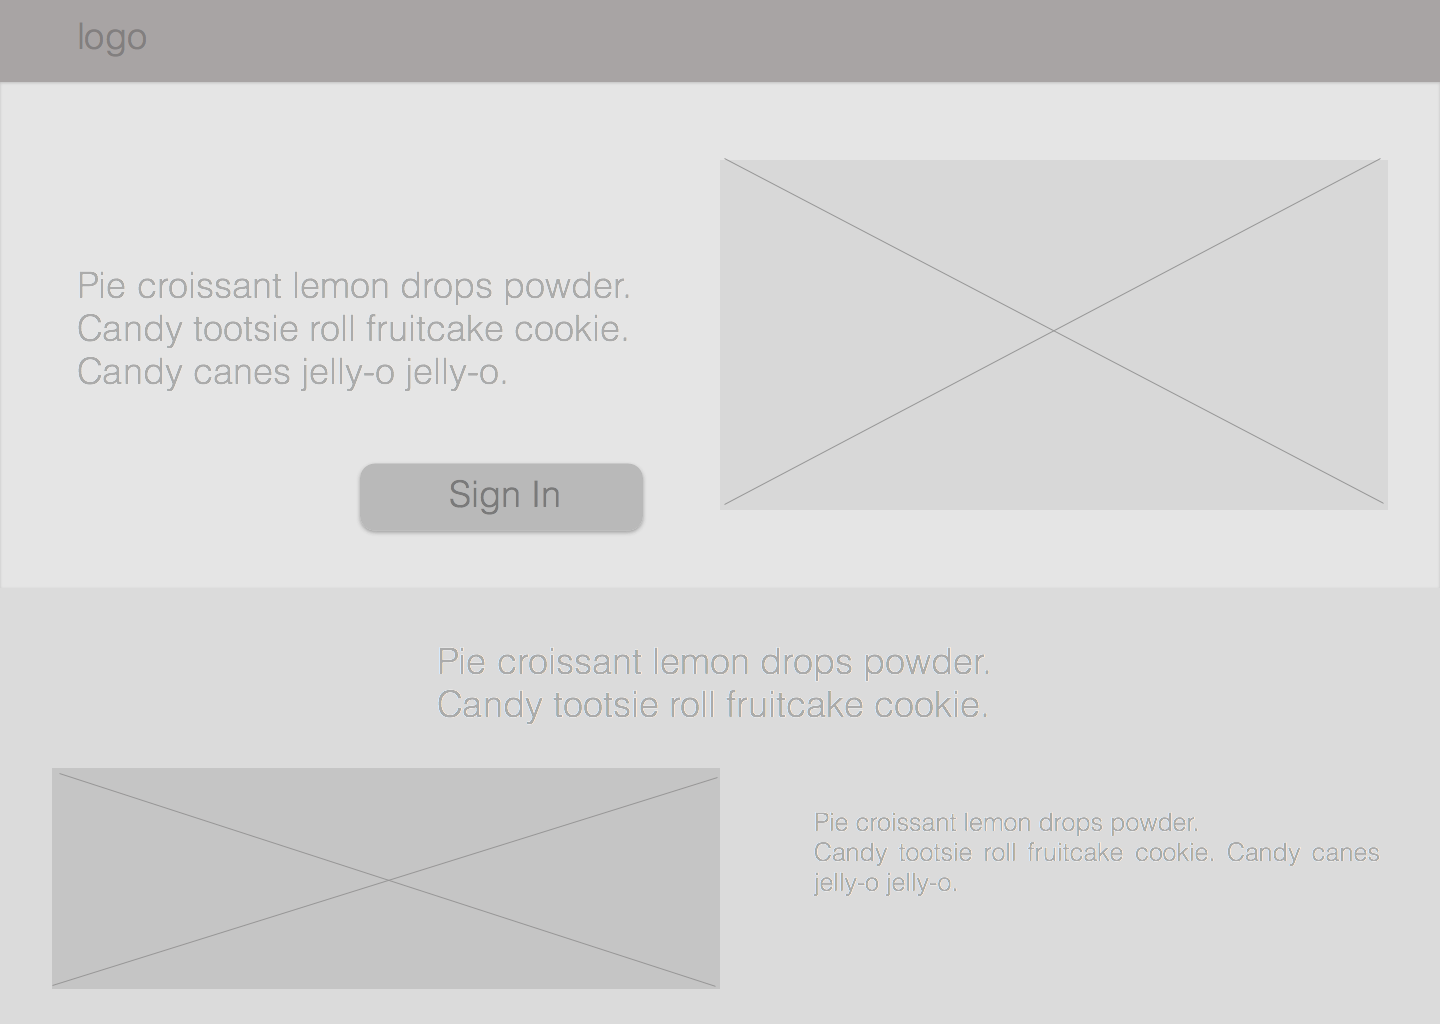 logo
Pie croissant lemon drops powder.
Candy tootsie roll fruitcake cookie.
Candy canes jelly-o jelly-o.
Sign In
Pie croissant lemon drops powder.
Candy tootsie roll fruitcake cookie.
Pie croissant lemon drops powder.
Candy tootsie roll fruitcake cookie. Candy canes
jelly-o jelly-o.